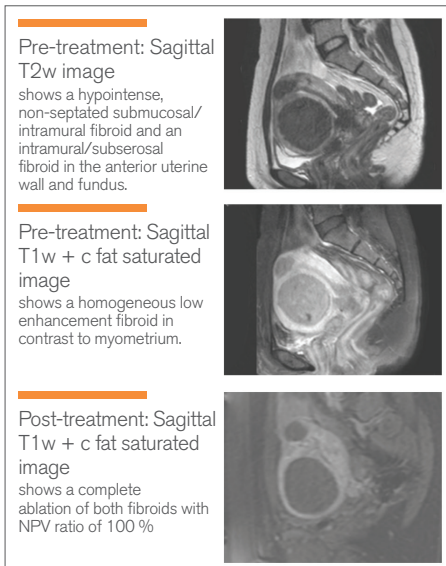 Pre-treatment: Sagittal
T2w image
shows a hypointense,
non-septated submucosal/
intramural fibroid and an
intramural/subserosal
fibroid in the anterior uterine
wall and fundus.
Pre-treatment: Sagittal
T1w + c fat saturated
image
shows a homogeneous low
enhancement fibroid in
contrast to myometrium.
Post-treatment: Sagittal
T1w + c fat saturated
image
shows a complete
ablation of both fibroids with
NPV ratio of 100 %